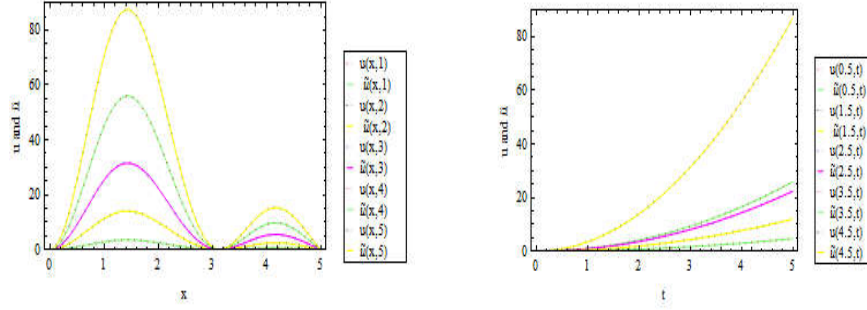 u and ũ
80
60
40
20
0
0 1 2 3 4 5
x
u(x,1)
ũ(x,1)
u(x,2)
ũ(x,2)
u(x,3)
ũ(x,3)
u(x,4)
ũ(x,4)
u(x,5)
ũ(x,5)
u and ũ
80
60
40
20
0
0 1 2 3 4 5
t
u(0.5,t)
ũ(0.5,t)
u(1.5,t)
ũ(1.5,t)
u(2.5,t)
ũ(2.5,t)
u(3.5,t)
ũ(3.5,t)
u(4.5,t)
ũ(4.5,t)